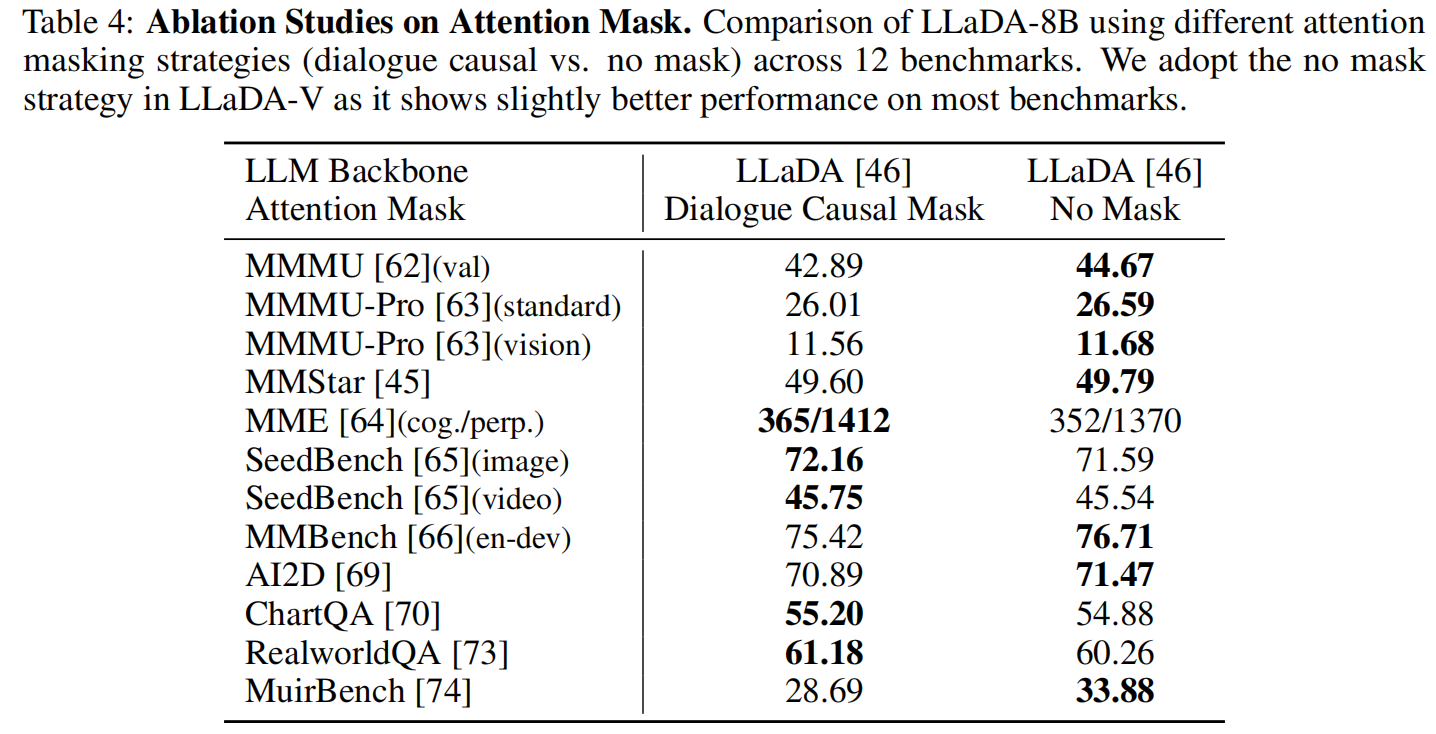 Table 4: Ablation Studies on Attention Mask. Comparison of LLaDA-8B using different attention
masking strategies (dialogue causal vs. no mask) across 12 benchmarks. We adopt the no mask
strategy in LLaDA-V as it shows slightly better performance on most benchmarks.
LLM Backbone LLaDA [46] LLaDA [46]
Attention Mask Dialogue Causal Mask No Mask
MMMU [62](val) 42.89 44.67
MMMU-Pro [63](standard) 26.01 26.59
MMMU-Pro [63](vision) 11.56 11.68
MMStar [45] 49.60 49.79
MME [64](cog./perp.) 365/1412 352/1370
SeedBench [65](image) 72.16 71.59
SeedBench [65](video) 45.75 45.54
MMBench [66](en-dev) 75.42 76.71
AI2D [69] 70.89 71.47
ChartQA [70] 55.20 54.88
RealworldQA [73] 61.18 60.26
MuirBench [74] 28.69 33.88